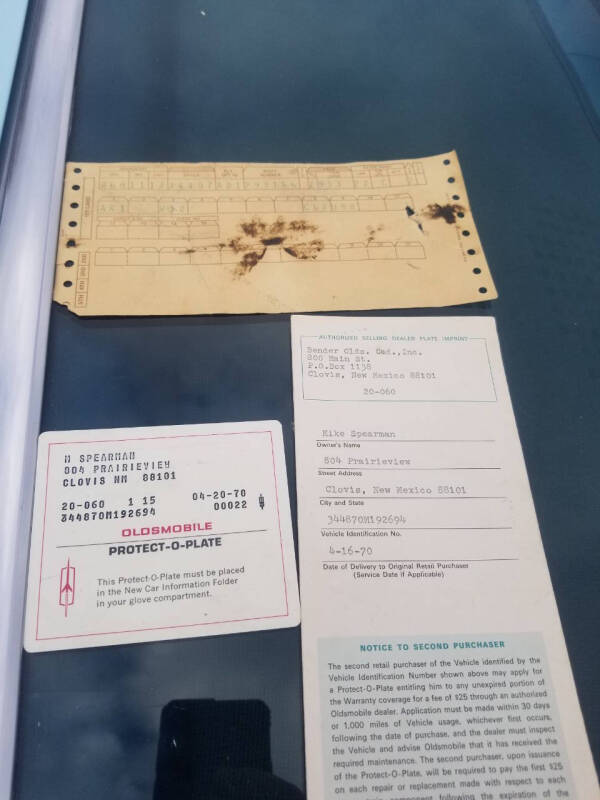 AUTHORIZED SELLING DEALER PLATE IMPRINT
Bender Olds. Cad., Inc.
800 Main St.
P.O.Box 1138
Clovis, New Mexico 88101
20-060
Mike Spearman
Owner's Name
804 Prairieview
Street Address
Clovis, New Mexico 88101
City and State
344870M192694
Vehicle Identification No.
4-16-70
Date of Delivery to Original Retail Purchaser
(Service Date if Applicable)
NOTICE TO SECOND PURCHASER
The second retail purchaser of the Vehicle identified by the
Vehicle Identification Number shown above may apply for
a Protect-O-Plate entitling him to any unexpired portion of
the Warranty coverage for a fee of $25 through an authorized
Oldsmobile dealer. Application must be made within 30 days
or 1,000 miles of Vehicle usage, whichever first occurs,
following the date of purchase, and the dealer must inspect
the Vehicle and advise Oldsmobile that it has received the
required maintenance. The second purchaser, upon issuance
of the Protect-O-Plate, will be required to pay the first $25
on each repair or replacement made with respect to each
component following the expiration of the
M SPEARMAN
804 PRAIRIEVIEW
CLOVIS NM 88101
20-060 1 15 04-20-70
344870M192694 00022
OLDSMOBILE
PROTECT-O-PLATE
This Protect-O-Plate must be placed
in the New Car Information Folder
in your glove compartment.